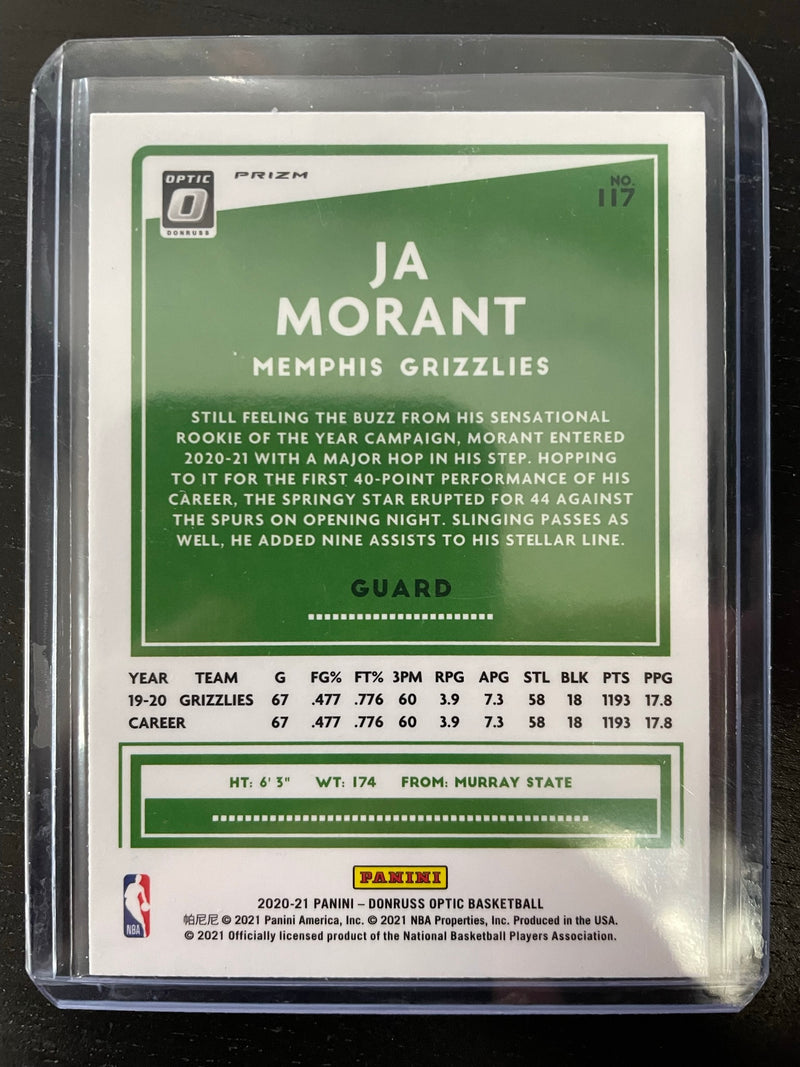 OPTIC
DONRUSS
PRIZM
NO.
117
JA
MORANT
MEMPHIS GRIZZLIES
STILL FEELING THE BUZZ FROM HIS SENSATIONAL
ROOKIE OF THE YEAR CAMPAIGN, MORANT ENTERED
2020-21 WITH A MAJOR HOP IN HIS STEP. HOPPING
TO IT FOR THE FIRST 40-POINT PERFORMANCE OF HIS
CAREER, THE SPRINGY STAR ERUPTED FOR 44 AGAINST
THE SPURS ON OPENING NIGHT. SLINGING PASSES AS
WELL, HE ADDED NINE ASSISTS TO HIS STELLAR LINE.
GUARD
YEAR TEAM G FG% FT% 3PM RPG APG STL BLK PTS PPG
19-20 GRIZZLIES 67 .477 .776 60 3.9 7.3 58 18 1193 17.8
CAREER 67 .477 .776 60 3.9 7.3 58 18 1193 17.8
HT: 6' 3" WT: 174 FROM: MURRAY STATE
PANINI
2020-21 PANINI – DONRUSS OPTIC BASKETBALL
帕尼尼 © 2021 Panini America, Inc. © 2021 NBA Properties, Inc. Produced in the USA.
© 2021 Officially licensed product of the National Basketball Players Association.
NBA